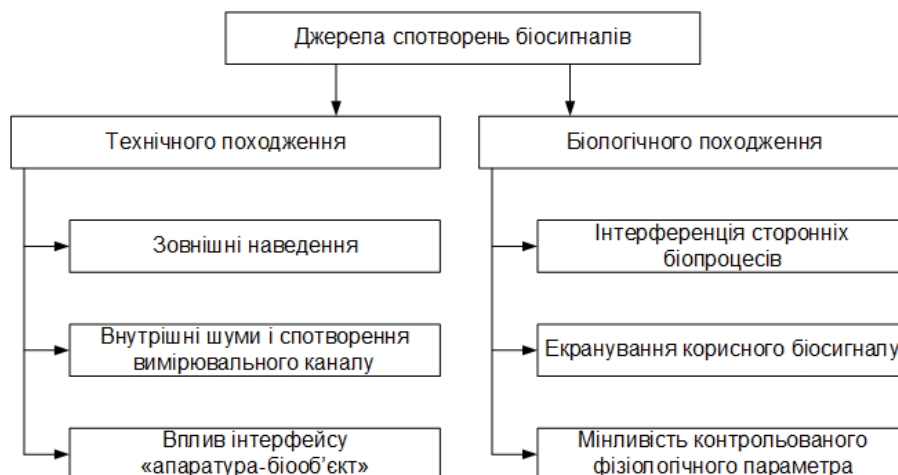 Джерела спотворень біосигналів
Технічного походження
Зовнішні наведення
Внутрішні шуми і спотворення
вимірювального каналу
Вплив інтерфейсу
«апаратура-біооб’єкт»
Біологічного походження
Інтерференція сторонніх
біопроцесів
Екранування корисного біосигналу
Мінливість контрольованого
фізіологічного параметра